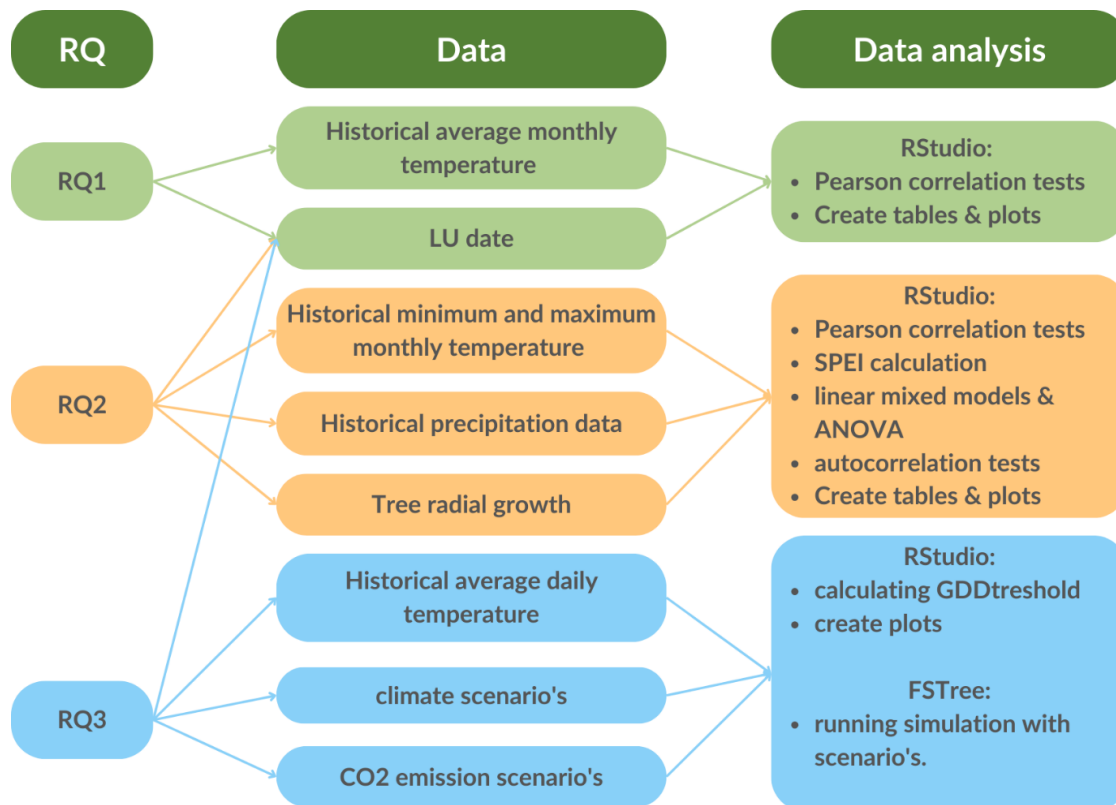 RQ
Data
Data analysis
RQ1
Historical average monthly
temperature
LU date
RStudio:
• Pearson correlation tests
• Create tables & plots
RQ2
Historical minimum and maximum
monthly temperature
Historical precipitation data
Tree radial growth
RStudio:
• Pearson correlation tests
• SPEI calculation
• linear mixed models &
ANOVA
• autocorrelation tests
• Create tables & plots
RQ3
Historical average daily
temperature
climate scenario's
CO2 emission scenario's
RStudio:
• calculating GDDtreshold
• create plots
FSTree:
• running simulation with
scenario's.